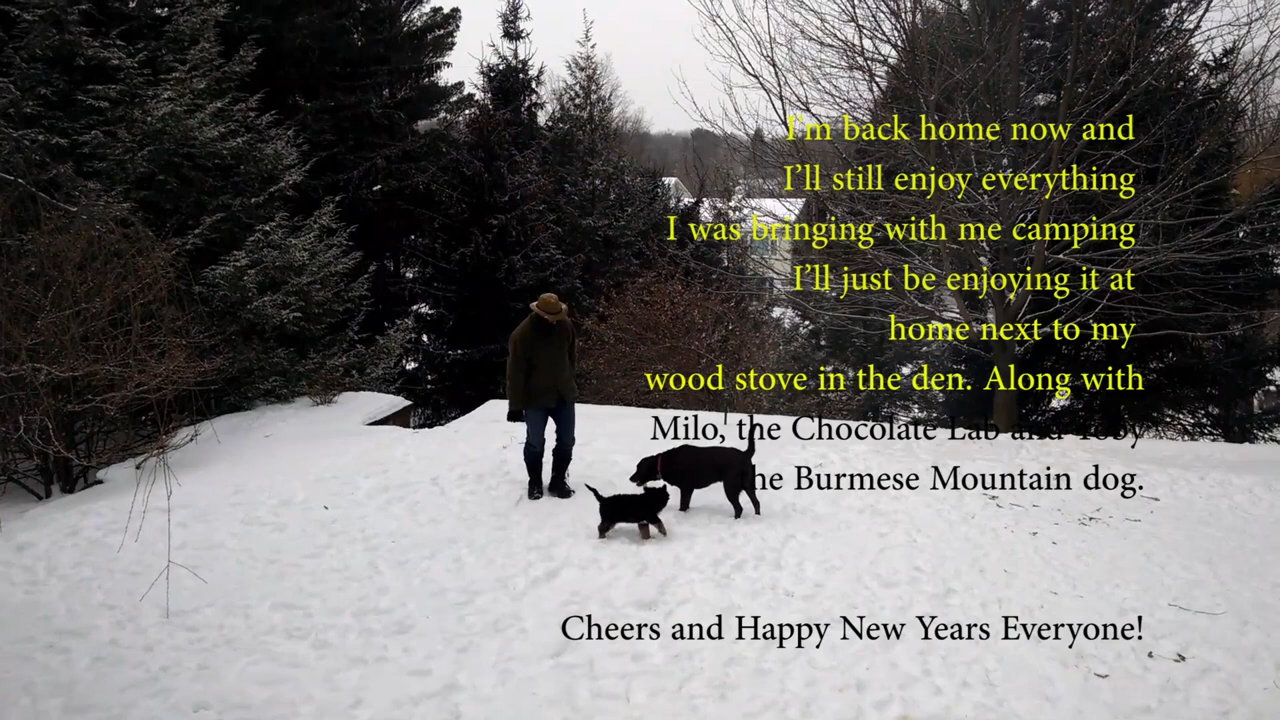 I'm back home now and
I'll still enjoy everything
I was bringing with me camping
I'll just be enjoying it at
home next to my
wood stove in the den. Along with
Milo, the Chocolate Lab and Toby
the Burmese Mountain dog.
Cheers and Happy New Years Everyone!